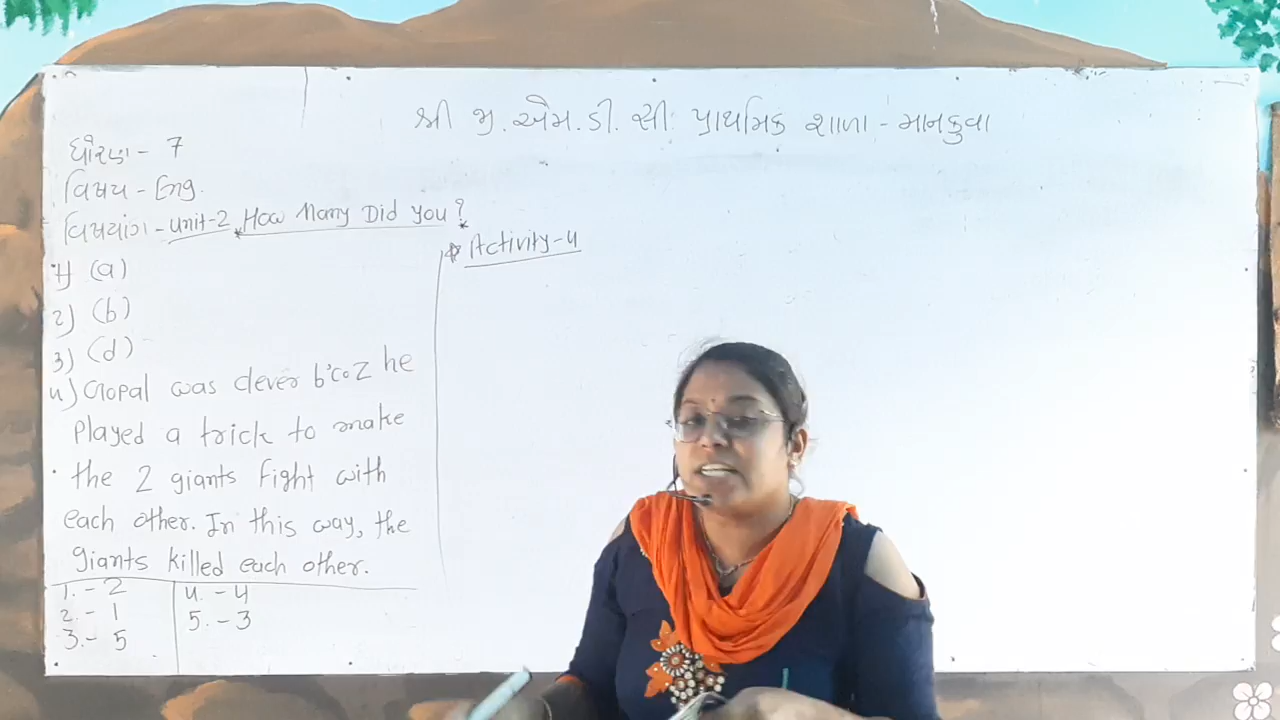 શ્રી જી. એમ. ડી. સી. પ્રાથમિક શાળા - માનકુવા
ધોરણ - 7
વિષય - Eng.
વિષયાંગ - Unit-2 How Many Did You?
1) (a)
2) (b)
3) (d)
4) Gopal was clever b'coz he
Played a trick to make
the 2 giants Fight with
each other. In this way, the
giants killed each other.
1. - 2
2. - 1
3. - 5
4. - 4
5. - 3
* Activity-4